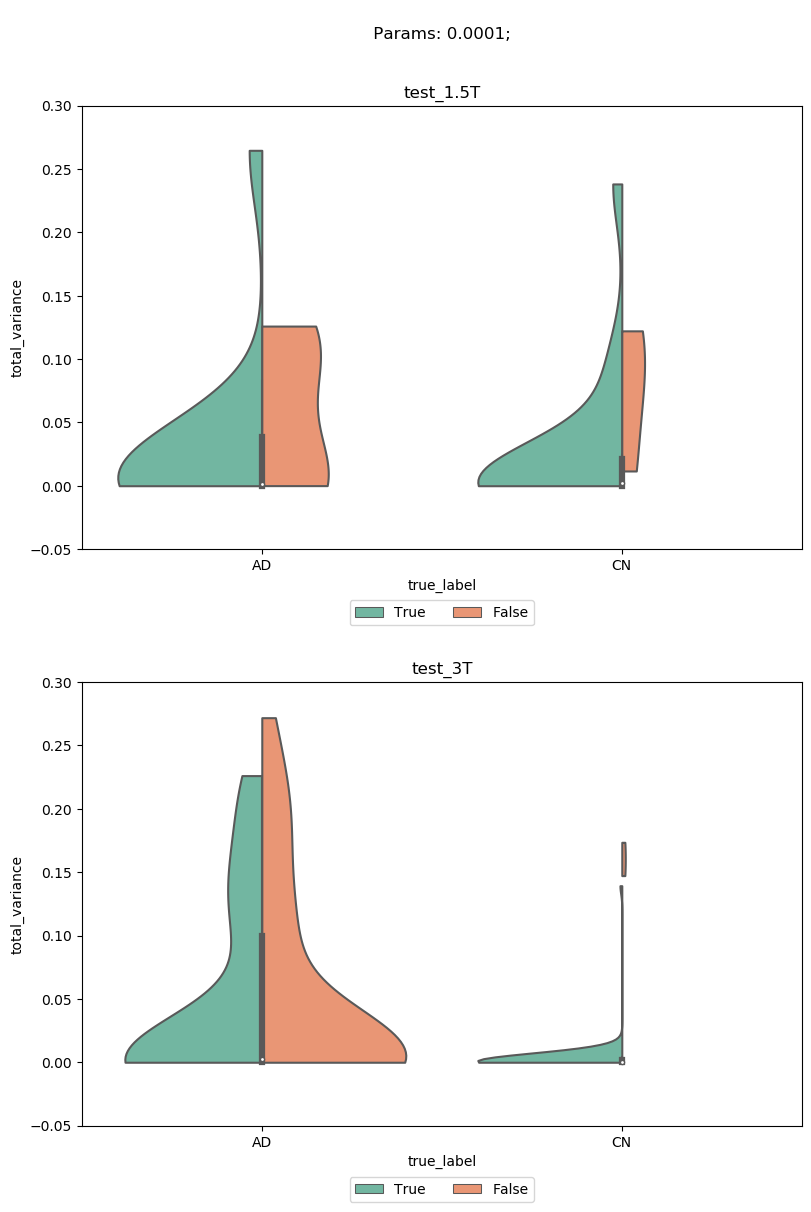 Params: 0.0001;
test_1.5T
0.30
0.25
0.20
0.15
0.10
0.05
0.00
−0.05
total_variance
AD CN
true_label
True False
test_3T
0.30
0.25
0.20
0.15
0.10
0.05
0.00
−0.05
total_variance
AD CN
true_label
True False